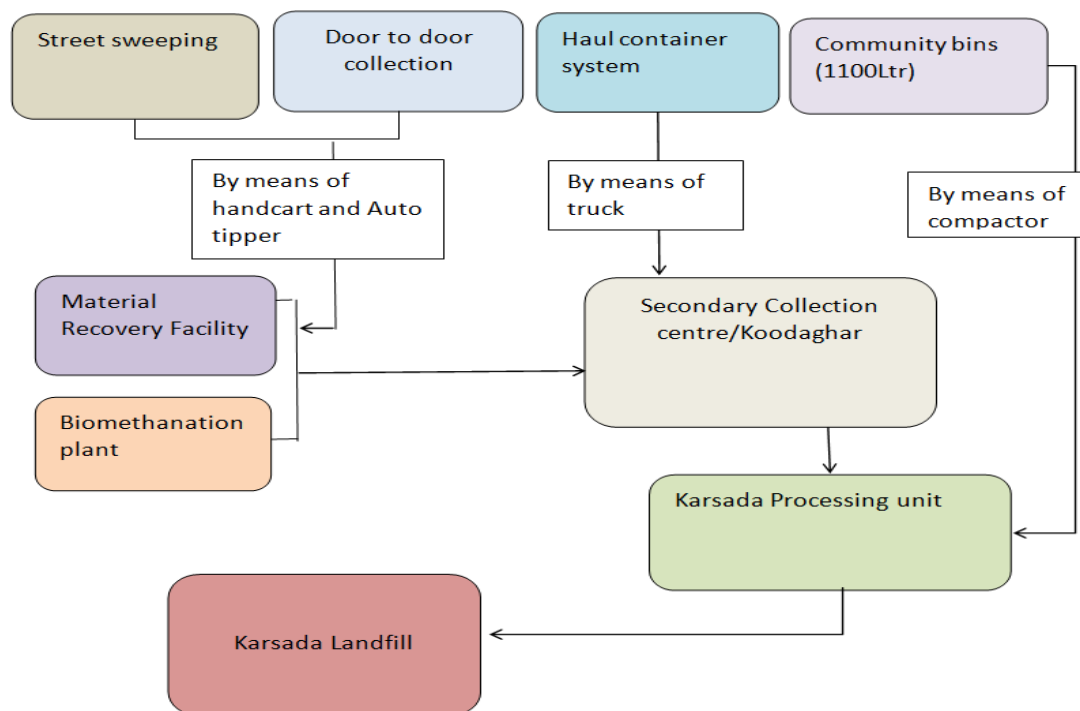 Street sweeping
Door to door
collection
Haul container
system
Community bins
(1100Ltr)
By means of
handcart and Auto
tipper
By means of
truck
By means of
compactor
Material
Recovery Facility
Secondary Collection
centre/Koodaghar
Biomethanation
plant
Karsada Processing unit
Karsada Landfill